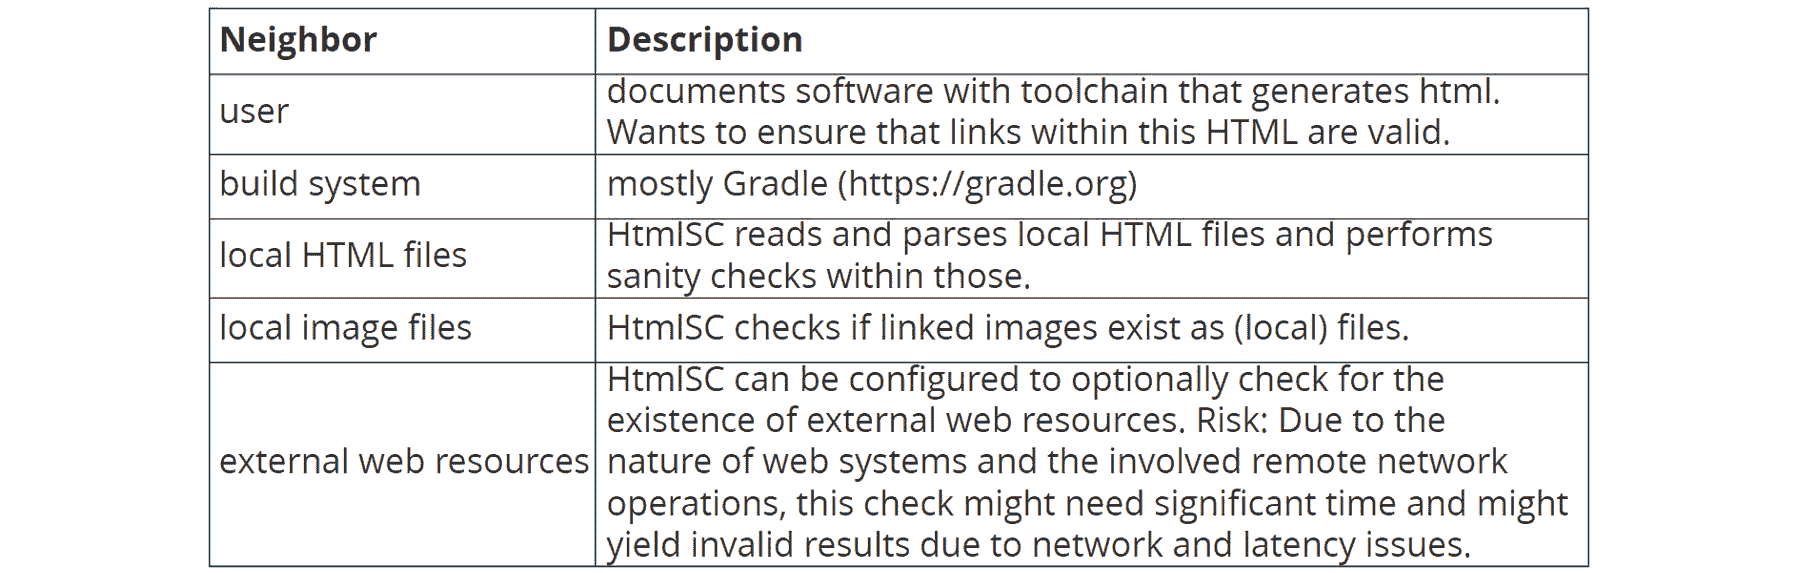 Neighbor
Description
user
documents software with toolchain that generates html.
Wants to ensure that links within this HTML are valid.
build system
mostly Gradle (https://gradle.org)
local HTML files
HtmlSC reads and parses local HTML files and performs
sanity checks within those.
local image files
HtmlSC checks if linked images exist as (local) files.
external web resources
HtmlSC can be configured to optionally check for the
existence of external web resources. Risk: Due to the
nature of web systems and the involved remote network
operations, this check might need significant time and might
yield invalid results due to network and latency issues.